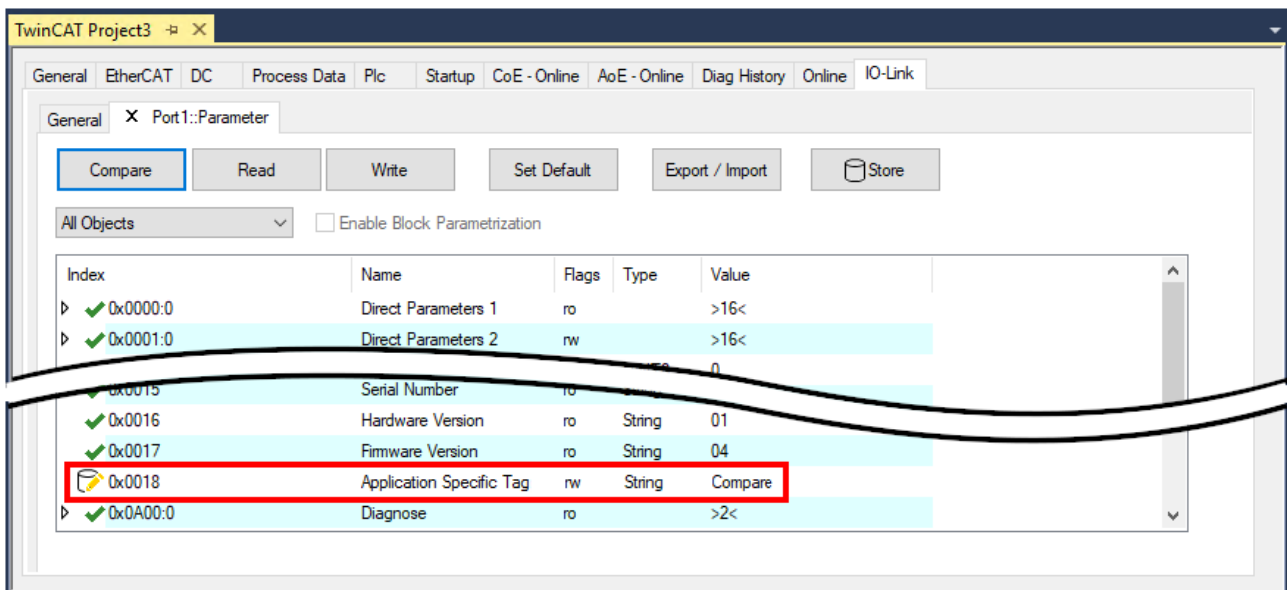 TwinCAT Project3
General EtherCAT DC Process Data Plc Startup CoE - Online AoE - Online Diag History Online IO-Link
General X Port1::Parameter
Compare Read Write Set Default Export / Import Store
All Objects Enable Block Parametrization
Index Name Flags Type Value
0x0000:0 Direct Parameters 1 ro >16<
0x0001:0 Direct Parameters 2 rw >16<
0
0x0015 Serial Number ro
0x0016 Hardware Version ro String 01
0x0017 Firmware Version ro String 04
0x0018 Application Specific Tag rw String Compare
0x0A00:0 Diagnose ro >2<